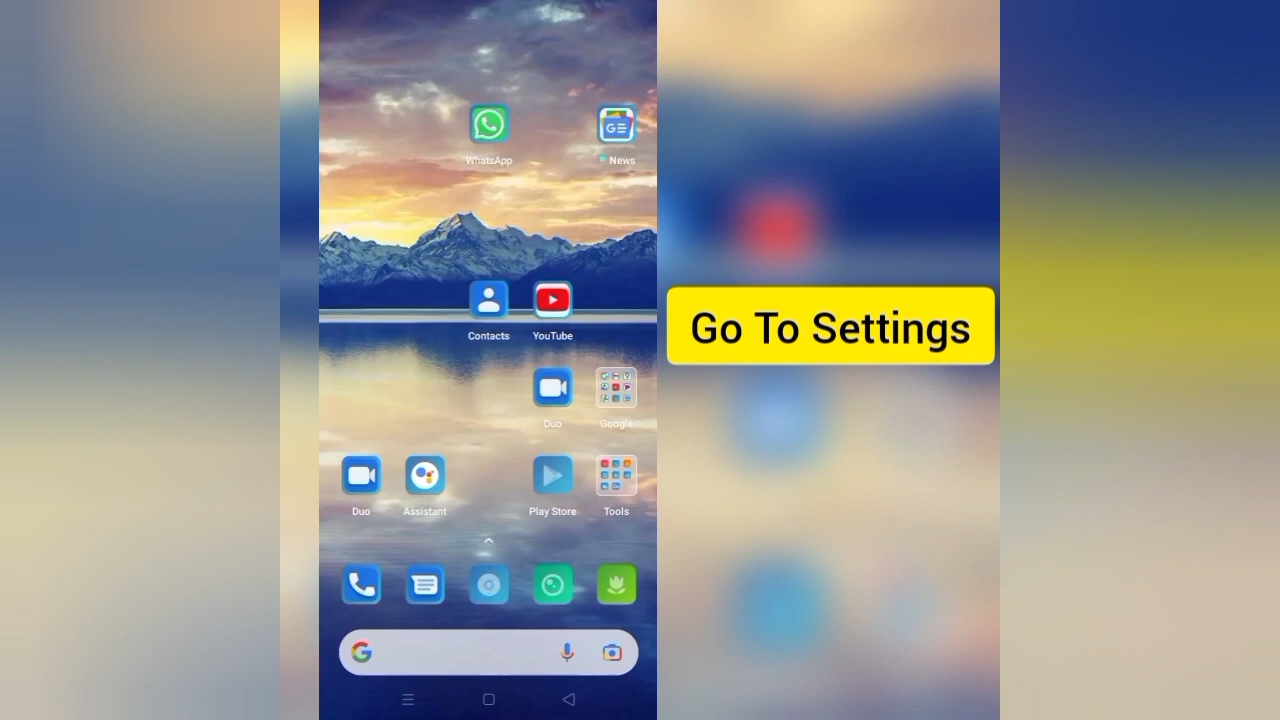 WhatsApp
News
Contacts
YouTube
Go To Settings
Duo
Google
Duo
Assistant
Play Store
Tools